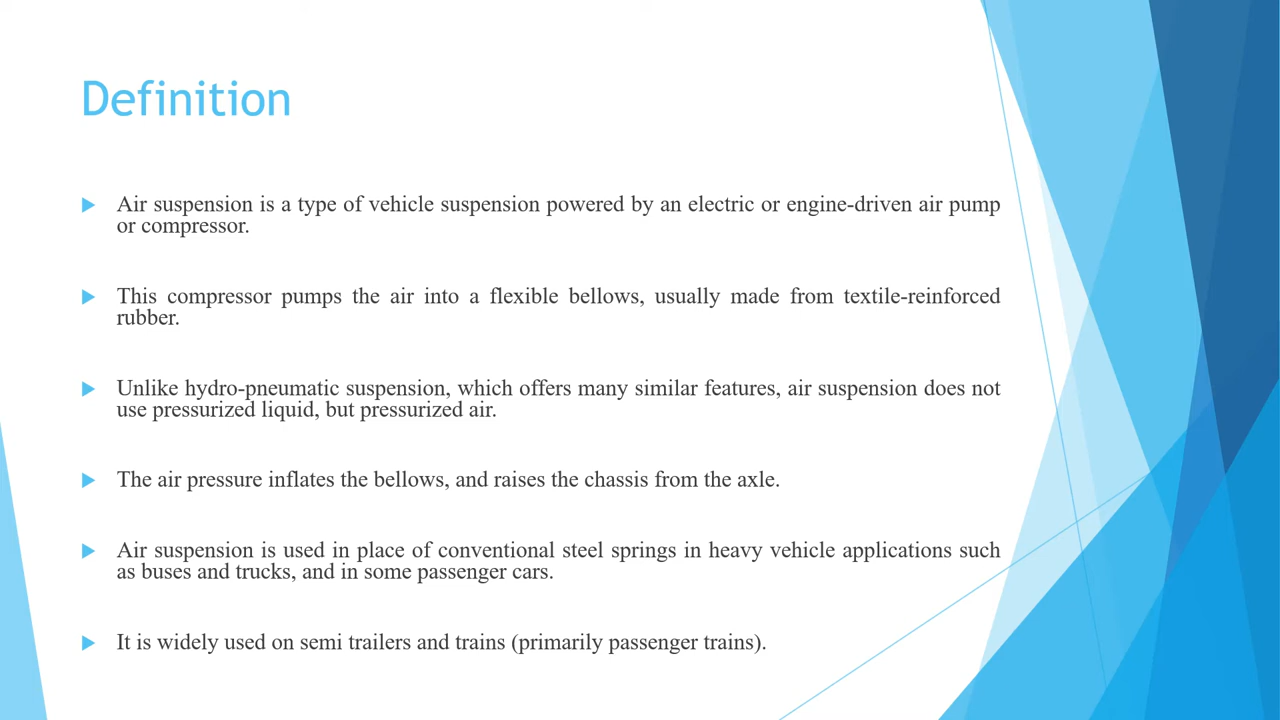 Definition
Air suspension is a type of vehicle suspension powered by an electric or engine-driven air pump
or compressor.
This compressor pumps the air into a flexible bellows, usually made from textile-reinforced
rubber.
Unlike hydro-pneumatic suspension, which offers many similar features, air suspension does not
use pressurized liquid, but pressurized air.
The air pressure inflates the bellows, and raises the chassis from the axle.
Air suspension is used in place of conventional steel springs in heavy vehicle applications such
as buses and trucks, and in some passenger cars.
It is widely used on semi trailers and trains (primarily passenger trains).